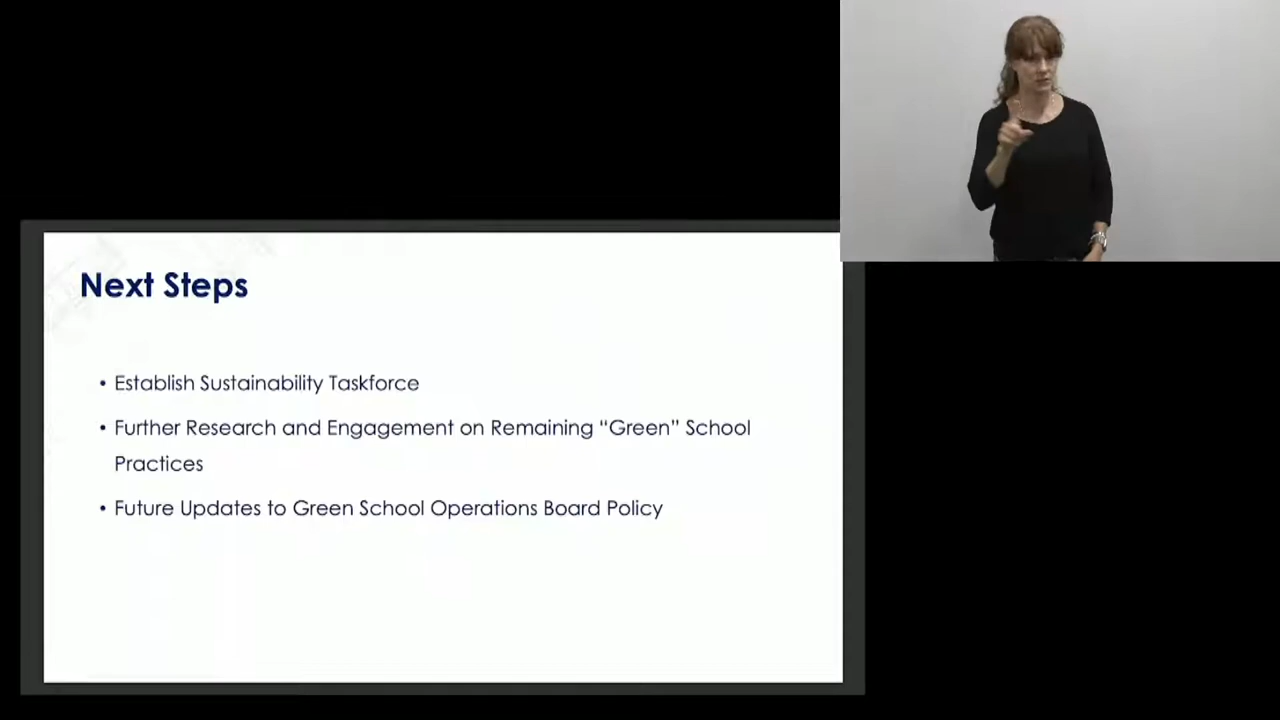 Next Steps
• Establish Sustainability Taskforce
• Further Research and Engagement on Remaining “Green” School
Practices
• Future Updates to Green School Operations Board Policy